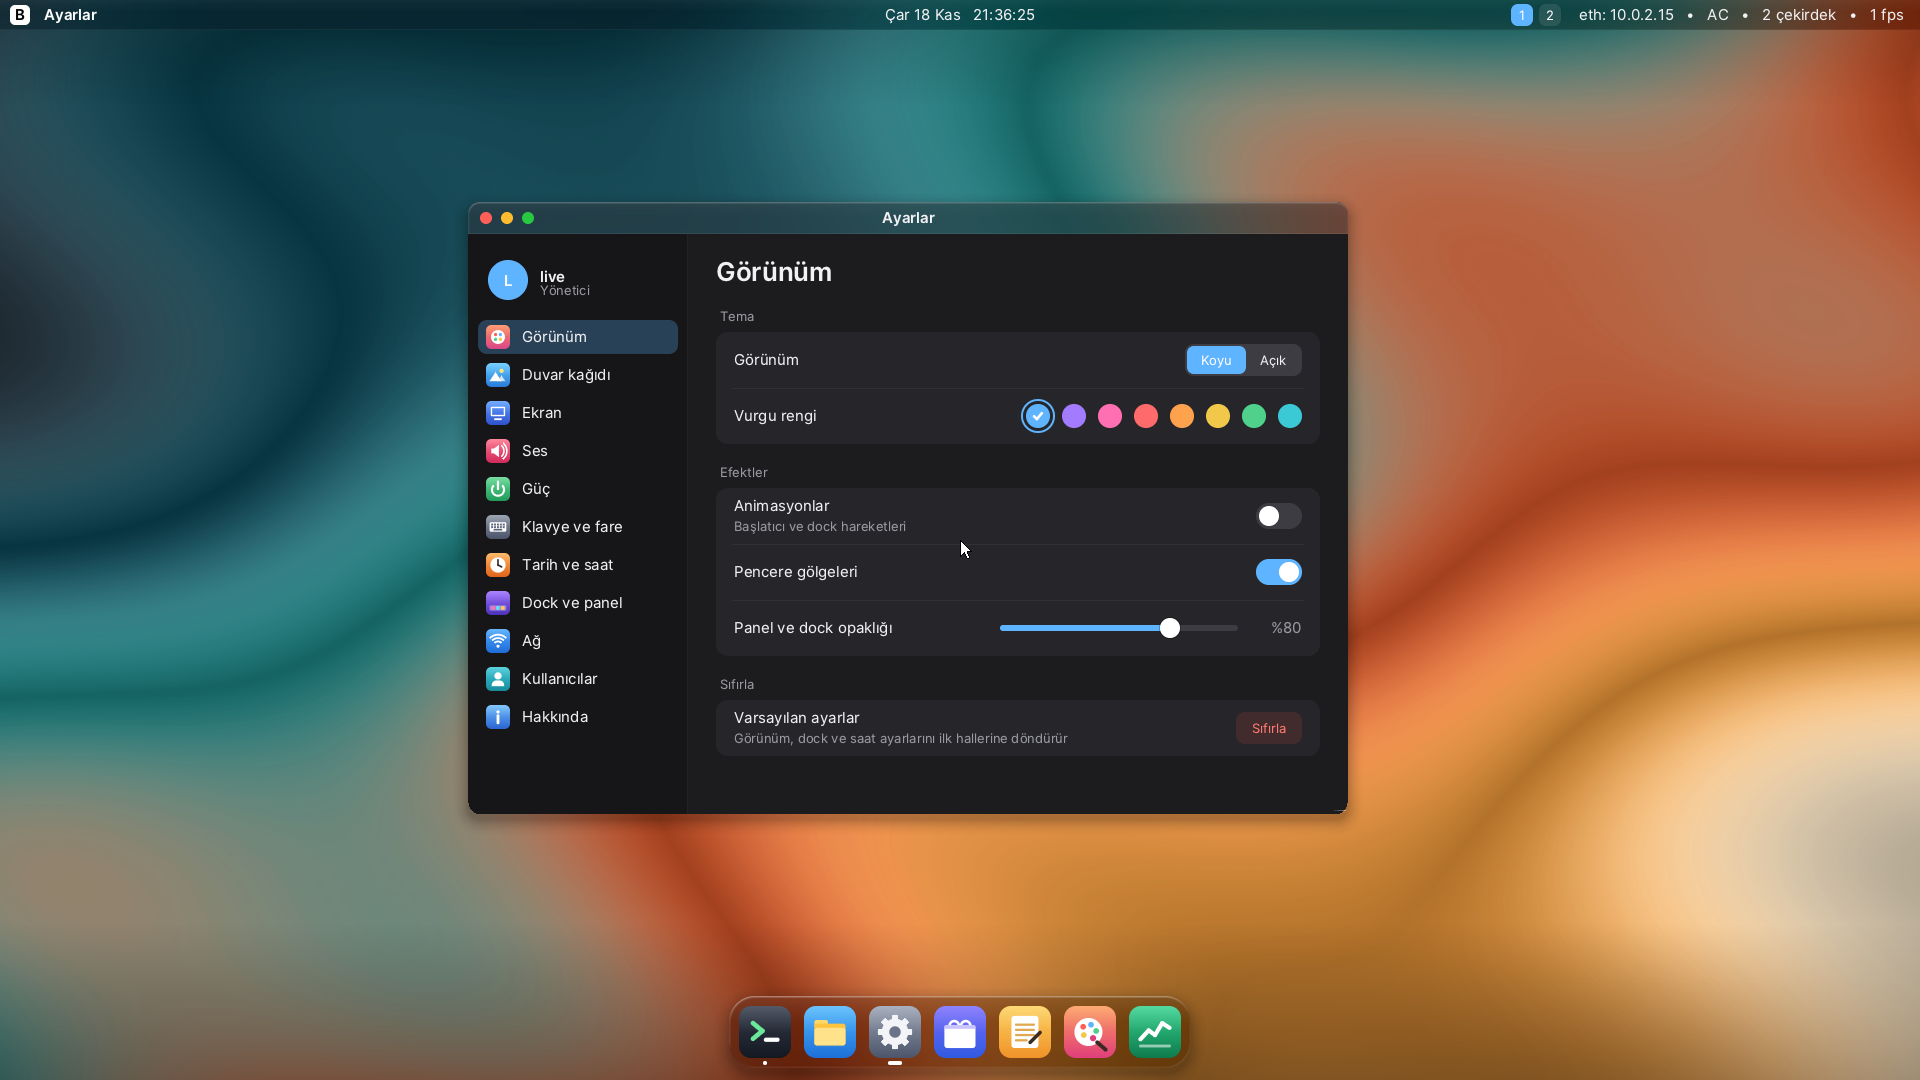 B Ayarlar Çar 18 Kas 21:36:25 1 2 eth: 10.0.2.15 • AC • 2 çekirdek • 1 fps
Ayarlar
L
live
Yönetici
Görünüm
Duvar kağıdı
Ekran
Ses
Güç
Klavye ve fare
Tarih ve saat
Dock ve panel
Ağ
Kullanıcılar
Hakkında
Görünüm
Tema
Görünüm Koyu Açık
Vurgu rengi
Efektler
Animasyonlar
Başlatıcı ve dock hareketleri
Pencere gölgeleri
Panel ve dock opaklığı %80
Sıfırla
Varsayılan ayarlar
Görünüm, dock ve saat ayarlarını ilk hallerine döndürür
Sıfırla